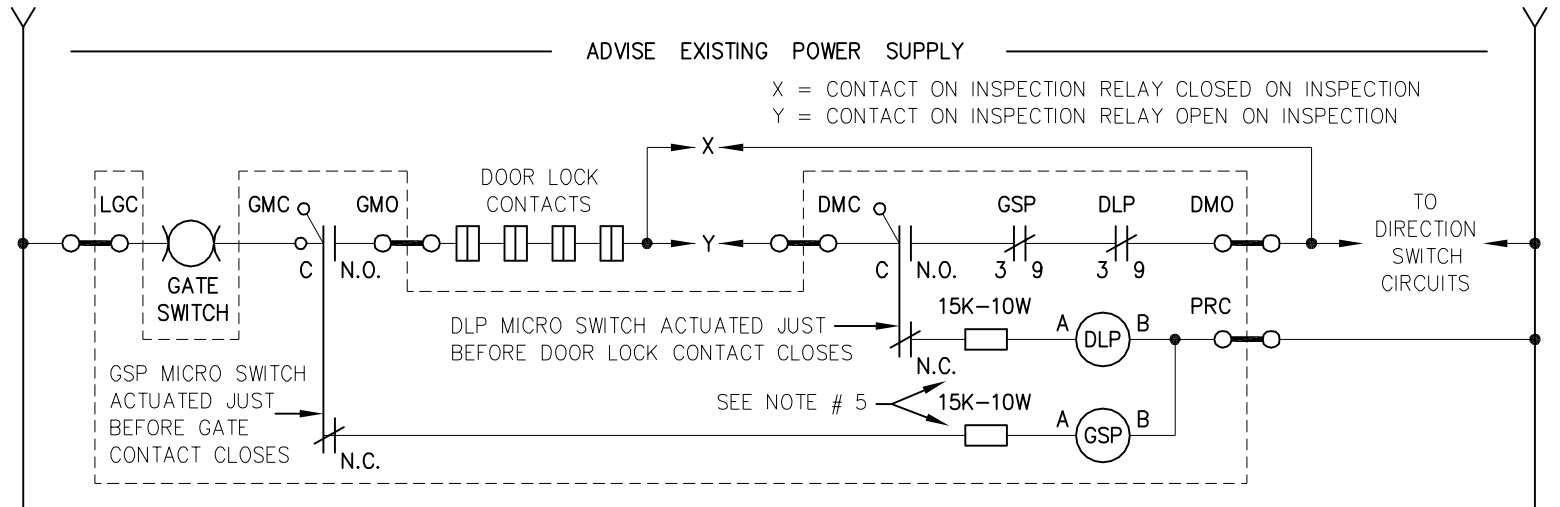 ADVISE EXISTING POWER SUPPLY
X = CONTACT ON INSPECTION RELAY CLOSED ON INSPECTION
Y = CONTACT ON INSPECTION RELAY OPEN ON INSPECTION
X
LGC
GMC
GMO
DOOR LOCK
CONTACTS
DMC
GSP
DLP
DMO
TO
DIRECTION
SWITCH
CIRCUITS
Y
C
N.O.
C
N.O.
3 9
3 9
GATE
SWITCH
15K-10W
A
DLP
B
PRC
DLP MICRO SWITCH ACTUATED JUST
BEFORE DOOR LOCK CONTACT CLOSES
N.C.
GSP MICRO SWITCH
ACTUATED JUST
BEFORE GATE
CONTACT CLOSES
SEE NOTE # 5
15K-10W
A
GSP
B
N.C.